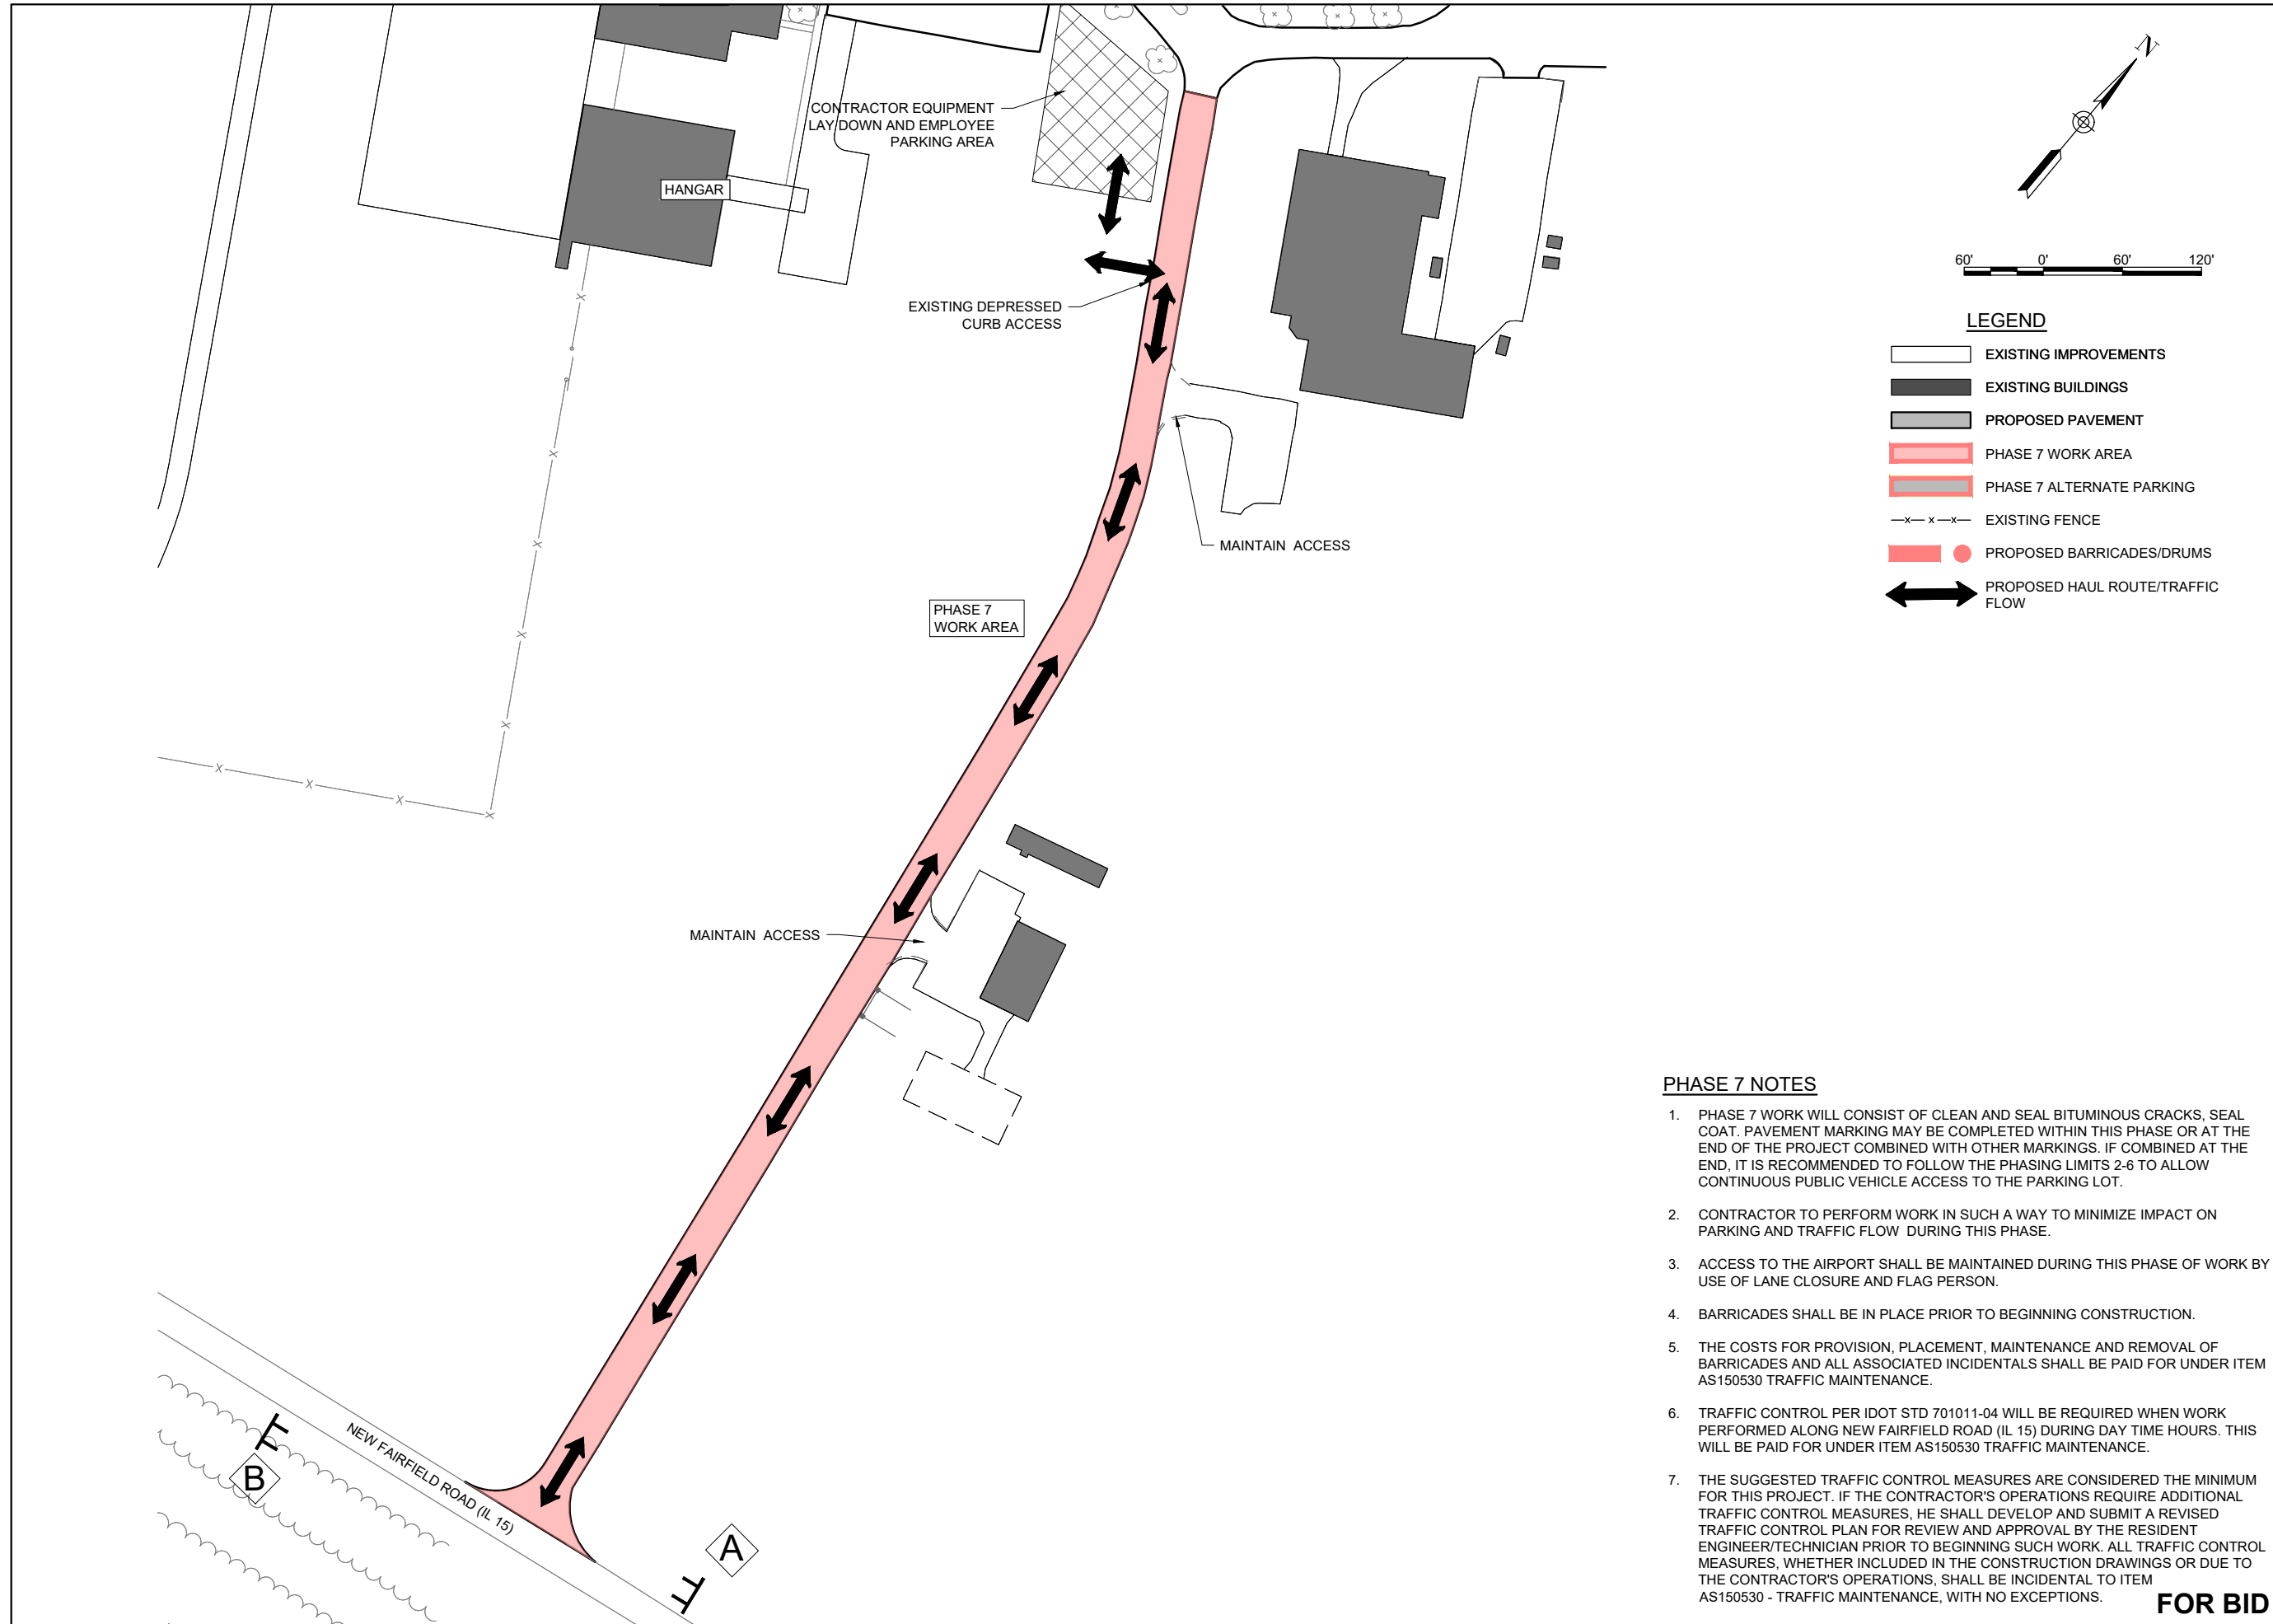 N
CONTRACTOR EQUIPMENT
LAY DOWN AND EMPLOYEE
PARKING AREA
HANGAR
EXISTING DEPRESSED
CURB ACCESS
MAINTAIN ACCESS
PHASE 7
WORK AREA
MAINTAIN ACCESS
NEW FAIRFIELD ROAD (IL 15)
B
A
60' 0' 60' 120'
LEGEND
EXISTING IMPROVEMENTS
EXISTING BUILDINGS
PROPOSED PAVEMENT
PHASE 7 WORK AREA
PHASE 7 ALTERNATE PARKING
x x x EXISTING FENCE
PROPOSED BARRICADES/DRUMS
PROPOSED HAUL ROUTE/TRAFFIC
FLOW
PHASE 7 NOTES
1. PHASE 7 WORK WILL CONSIST OF CLEAN AND SEAL BITUMINOUS CRACKS, SEAL
COAT. PAVEMENT MARKING MAY BE COMPLETED WITHIN THIS PHASE OR AT THE
END OF THE PROJECT COMBINED WITH OTHER MARKINGS. IF COMBINED AT THE
END, IT IS RECOMMENDED TO FOLLOW THE PHASING LIMITS 2-6 TO ALLOW
CONTINUOUS PUBLIC VEHICLE ACCESS TO THE PARKING LOT.
2. CONTRACTOR TO PERFORM WORK IN SUCH A WAY TO MINIMIZE IMPACT ON
PARKING AND TRAFFIC FLOW DURING THIS PHASE.
3. ACCESS TO THE AIRPORT SHALL BE MAINTAINED DURING THIS PHASE OF WORK BY
USE OF LANE CLOSURE AND FLAG PERSON.
4. BARRICADES SHALL BE IN PLACE PRIOR TO BEGINNING CONSTRUCTION.
5. THE COSTS FOR PROVISION, PLACEMENT, MAINTENANCE AND REMOVAL OF
BARRICADES AND ALL ASSOCIATED INCIDENTALS SHALL BE PAID FOR UNDER ITEM
AS150530 TRAFFIC MAINTENANCE.
6. TRAFFIC CONTROL PER IDOT STD 701011-04 WILL BE REQUIRED WHEN WORK
PERFORMED ALONG NEW FAIRFIELD ROAD (IL 15) DURING DAY TIME HOURS. THIS
WILL BE PAID FOR UNDER ITEM AS150530 TRAFFIC MAINTENANCE.
7. THE SUGGESTED TRAFFIC CONTROL MEASURES ARE CONSIDERED THE MINIMUM
FOR THIS PROJECT. IF THE CONTRACTOR'S OPERATIONS REQUIRE ADDITIONAL
TRAFFIC CONTROL MEASURES, HE SHALL DEVELOP AND SUBMIT A REVISED
TRAFFIC CONTROL PLAN FOR REVIEW AND APPROVAL BY THE RESIDENT
ENGINEER/TECHNICIAN PRIOR TO BEGINNING SUCH WORK. ALL TRAFFIC CONTROL
MEASURES, WHETHER INCLUDED IN THE CONSTRUCTION DRAWINGS OR DUE TO
THE CONTRACTOR'S OPERATIONS, SHALL BE INCIDENTAL TO ITEM
AS150530 - TRAFFIC MAINTENANCE, WITH NO EXCEPTIONS.
FOR BID